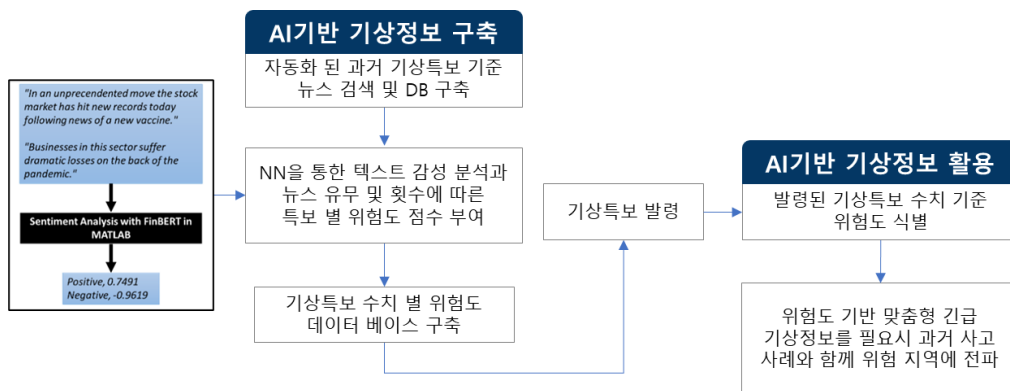 AI기반 기상정보 구축
자동화 된 과거 기상특보 기준
뉴스 검색 및 DB 구축
"In an unprecendented move the stock
market has hit new records today
following news of a new vaccine."
"Businesses in this sector suffer
dramatic losses on the back of the
pandemic."
Sentiment Analysis with FinBERT in
MATLAB
Positive, 0.7491
Negative, -0.9619
NN을 통한 텍스트 감성 분석과
뉴스 유무 및 횟수에 따른
특보 별 위험도 점수 부여
기상특보 수치 별 위험도
데이터 베이스 구축
기상특보 발령
AI기반 기상정보 활용
발령된 기상특보 수치 기준
위험도 식별
위험도 기반 맞춤형 긴급
기상정보를 필요시 과거 사고
사례와 함께 위험 지역에 전파